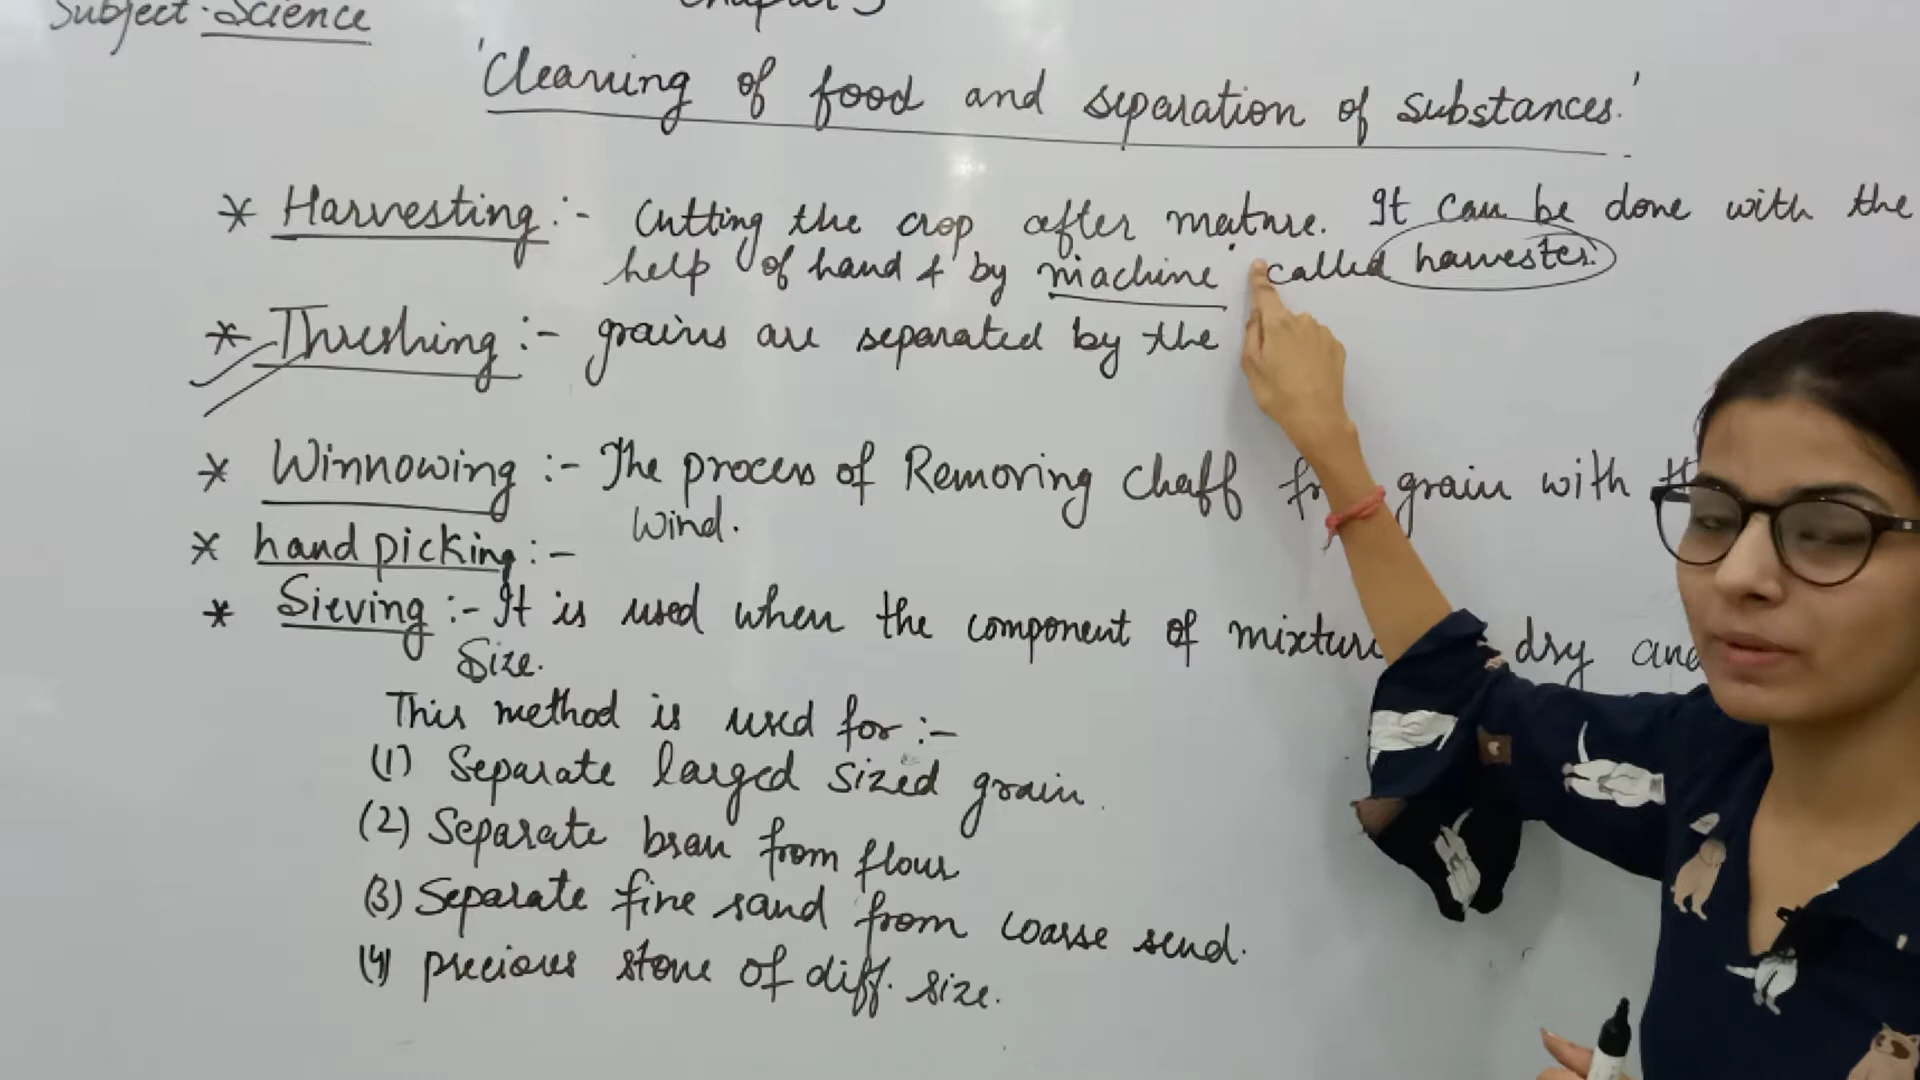 Subject. Science
Chapter 3
'Cleaning of food and separation of substances.'
* Harvesting :- Cutting the crop after mature. It can be done with the
help of hand & by machine called harvester.
* Threshing :- grains are separated by the
* Winnowing :- The process of Removing Chaff grain with
Wind.
* hand picking :-
* Sieving :- It is used when the component of mixture dry and
Size.
This method is used for :-
(1) Separate larged sized grain.
(2) Separate bran from flour
(3) Separate fine sand from coarse send.
(4) precious stone of diff. size.